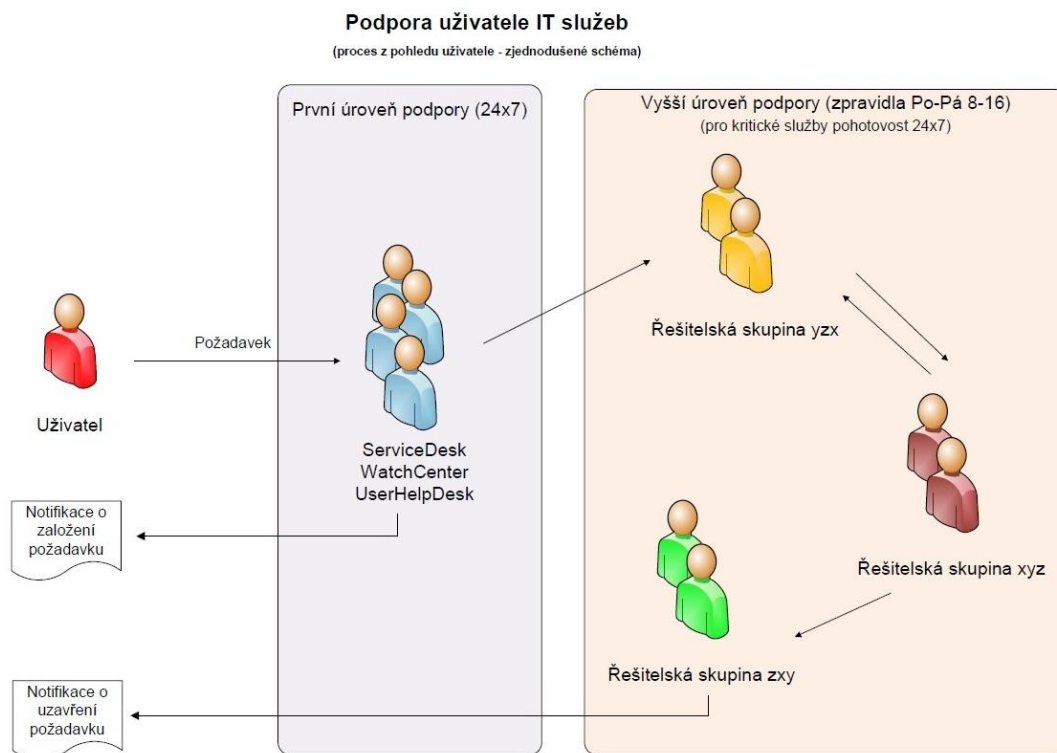 Podpora uživatele IT služeb
(proces z pohledu uživatele - zjednodušené schéma)
První úroveň podpory (24x7)
Vyšší úroveň podpory (zpravidla Po-Pá 8-16)
(pro kritické služby pohotovost 24x7)
Požadavek
Uživatel
ServiceDesk
WatchCenter
UserHelpDesk
Řešitelská skupina yzx
Řešitelská skupina xyz
Řešitelská skupina zxy
Notifikace o
založení
požadavku
Notifikace o
uzavření
požadavku